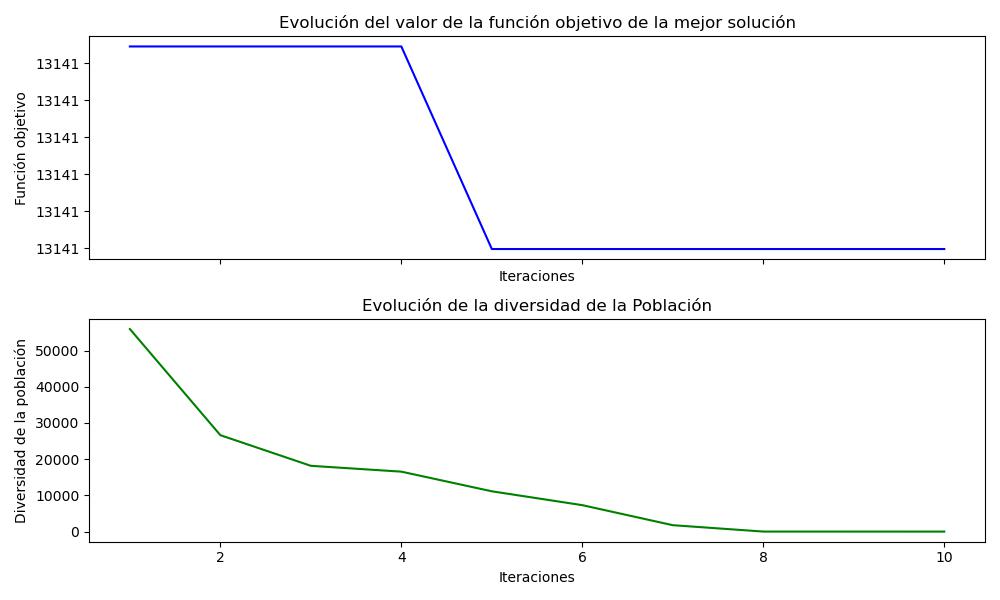 Evolución del valor de la función objetivo de la mejor solución
13141
13141
13141
13141
13141
13141
Función objetivo
Iteraciones
Evolución de la diversidad de la Población
50000
40000
30000
20000
10000
0
Diversidad de la población
2 4 6 8 10
Iteraciones